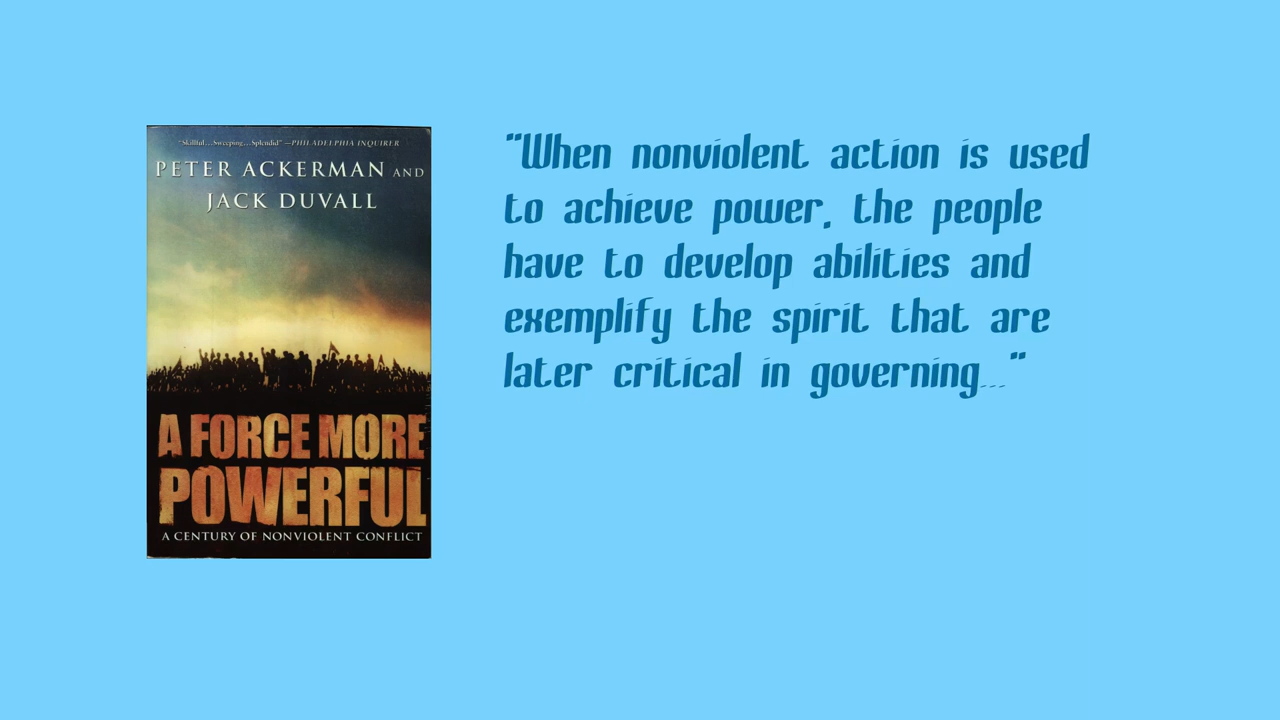 "Skillful...Sweeping...Splendid" —PHILADELPHIA INQUIRER
PETER ACKERMAN AND
JACK DUVALL
A FORCE MORE
POWERFUL
A CENTURY OF NONVIOLENT CONFLICT
"When nonviolent action is used
to achieve power, the people
have to develop abilities and
exemplify the spirit that are
later critical in governing..."